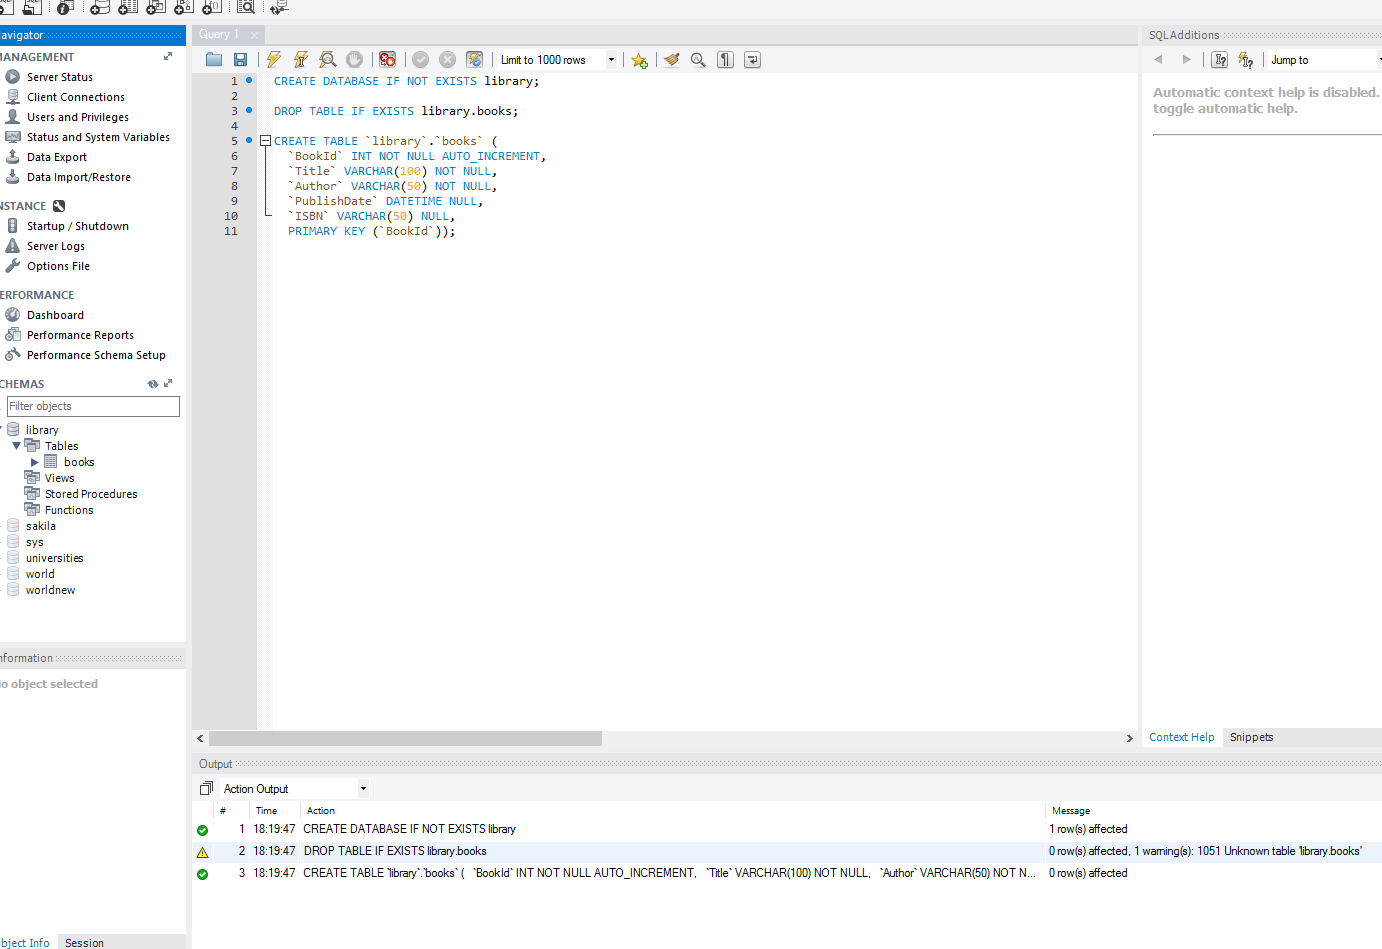 avigator
MANAGEMENT
Server Status
Client Connections
Users and Privileges
Status and System Variables
Data Export
Data Import/Restore
NSTANCE
Startup / Shutdown
Server Logs
Options File
ERFORMANCE
Dashboard
Performance Reports
Performance Schema Setup
CHEMAS
Filter objects
library
Tables
books
Views
Stored Procedures
Functions
sakila
sys
universities
world
worldnew
nformation
o object selected
bject Info Session
Query 1
Limit to 1000 rows
1 CREATE DATABASE IF NOT EXISTS library;
2
3 DROP TABLE IF EXISTS library.books;
4
5 CREATE TABLE `library`.`books` (
6 `BookId` INT NOT NULL AUTO_INCREMENT,
7 `Title` VARCHAR(100) NOT NULL,
8 `Author` VARCHAR(50) NOT NULL,
9 `PublishDate` DATETIME NULL,
10 `ISBN` VARCHAR(50) NULL,
11 PRIMARY KEY (`BookId`));
SQLAdditions
Jump to
Automatic context help is disabled.
toggle automatic help.
Context Help Snippets
Output
Action Output
# Time Action Message
1 18:19:47 CREATE DATABASE IF NOT EXISTS library 1 row(s) affected
2 18:19:47 DROP TABLE IF EXISTS library.books 0 row(s) affected, 1 warning(s): 1051 Unknown table 'library.books'
3 18:19:47 CREATE TABLE `library`.`books` ( `BookId` INT NOT NULL AUTO_INCREMENT, `Title` VARCHAR(100) NOT NULL, `Author` VARCHAR(50) NOT N... 0 row(s) affected